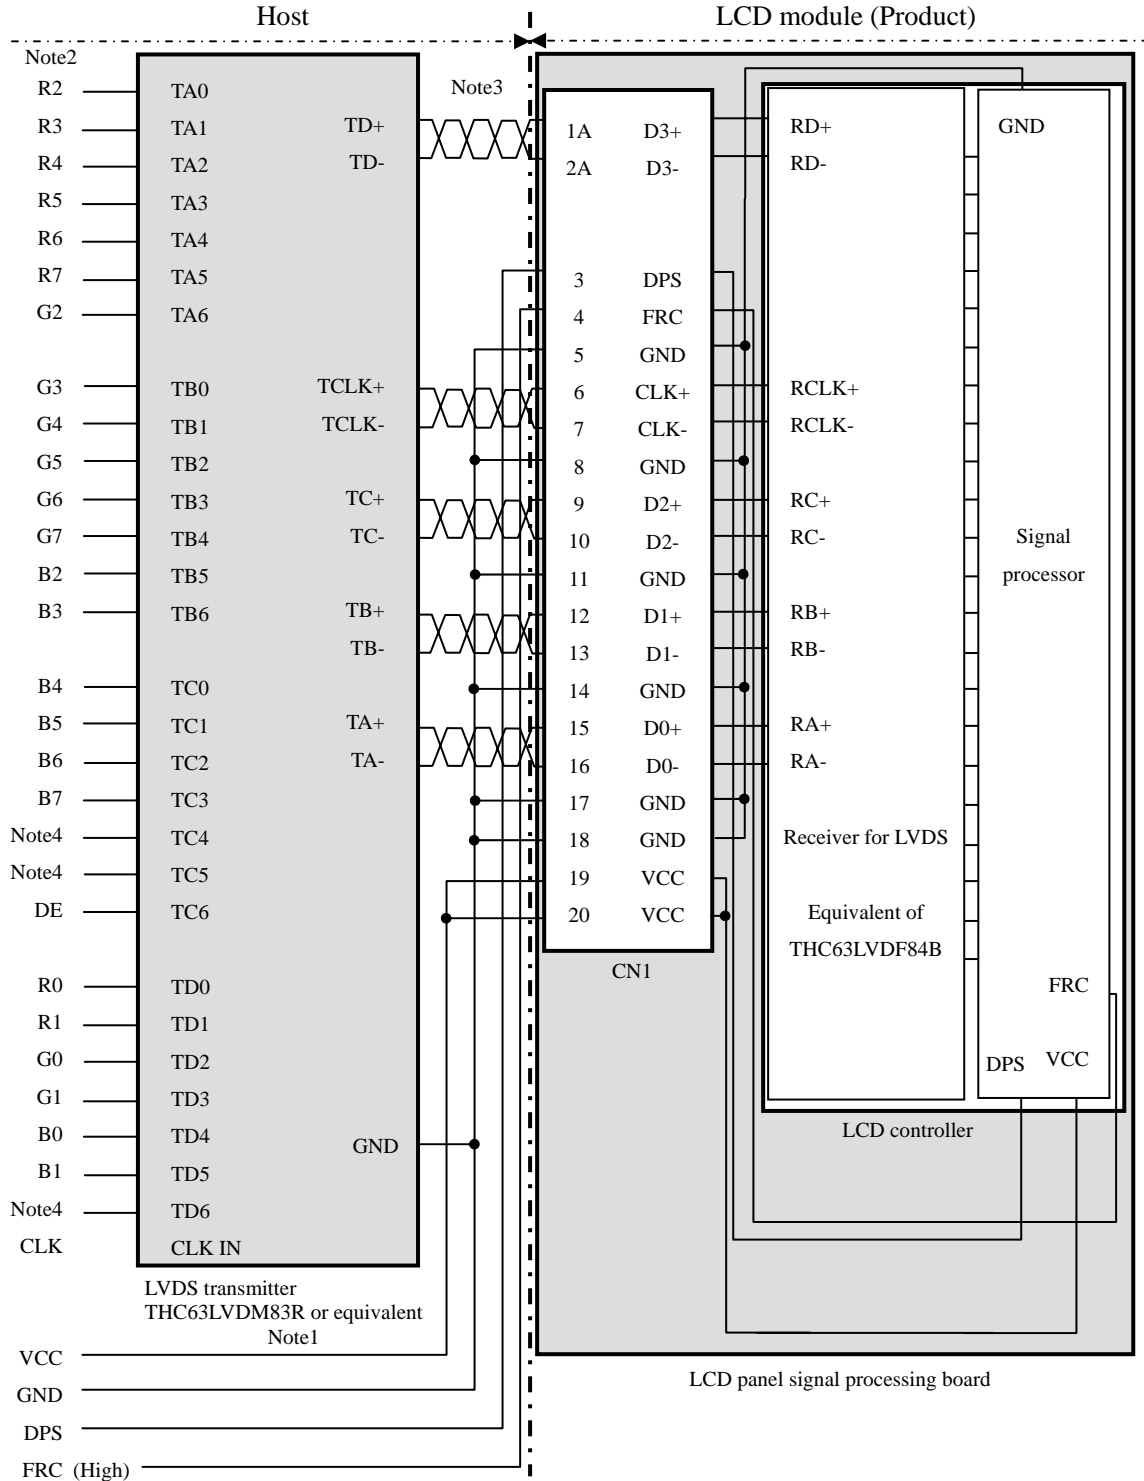 Host
LCD module (Product)
Note2
R2 TA0
R3 TA1
R4 TA2
R5 TA3
R6 TA4
R7 TA5
G2 TA6
G3 TB0
G4 TB1
G5 TB2
G6 TB3
G7 TB4
B2 TB5
B3 TB6
B4 TC0
B5 TC1
B6 TC2
B7 TC3
Note4 TC4
Note4 TC5
DE TC6
R0 TD0
R1 TD1
G0 TD2
G1 TD3
B0 TD4
B1 TD5
Note4 TD6
CLK CLK IN
TD+
TD-
TCLK+
TCLK-
TC+
TC-
TB+
TB-
TA+
TA-
GND
LVDS transmitter
THC63LVDM83R or equivalent
Note1
VCC
GND
DPS
FRC (High)
Note3
1A D3+
2A D3-
3 DPS
4 FRC
5 GND
6 CLK+
7 CLK-
8 GND
9 D2+
10 D2-
11 GND
12 D1+
13 D1-
14 GND
15 D0+
16 D0-
17 GND
18 GND
19 VCC
20 VCC
CN1
RD+
RD-
RCLK+
RCLK-
RC+
RC-
RB+
RB-
RA+
RA-
Receiver for LVDS
Equivalent of
THC63LVDF84B
GND
Signal
processor
FRC
DPS VCC
LCD controller
LCD panel signal processing board